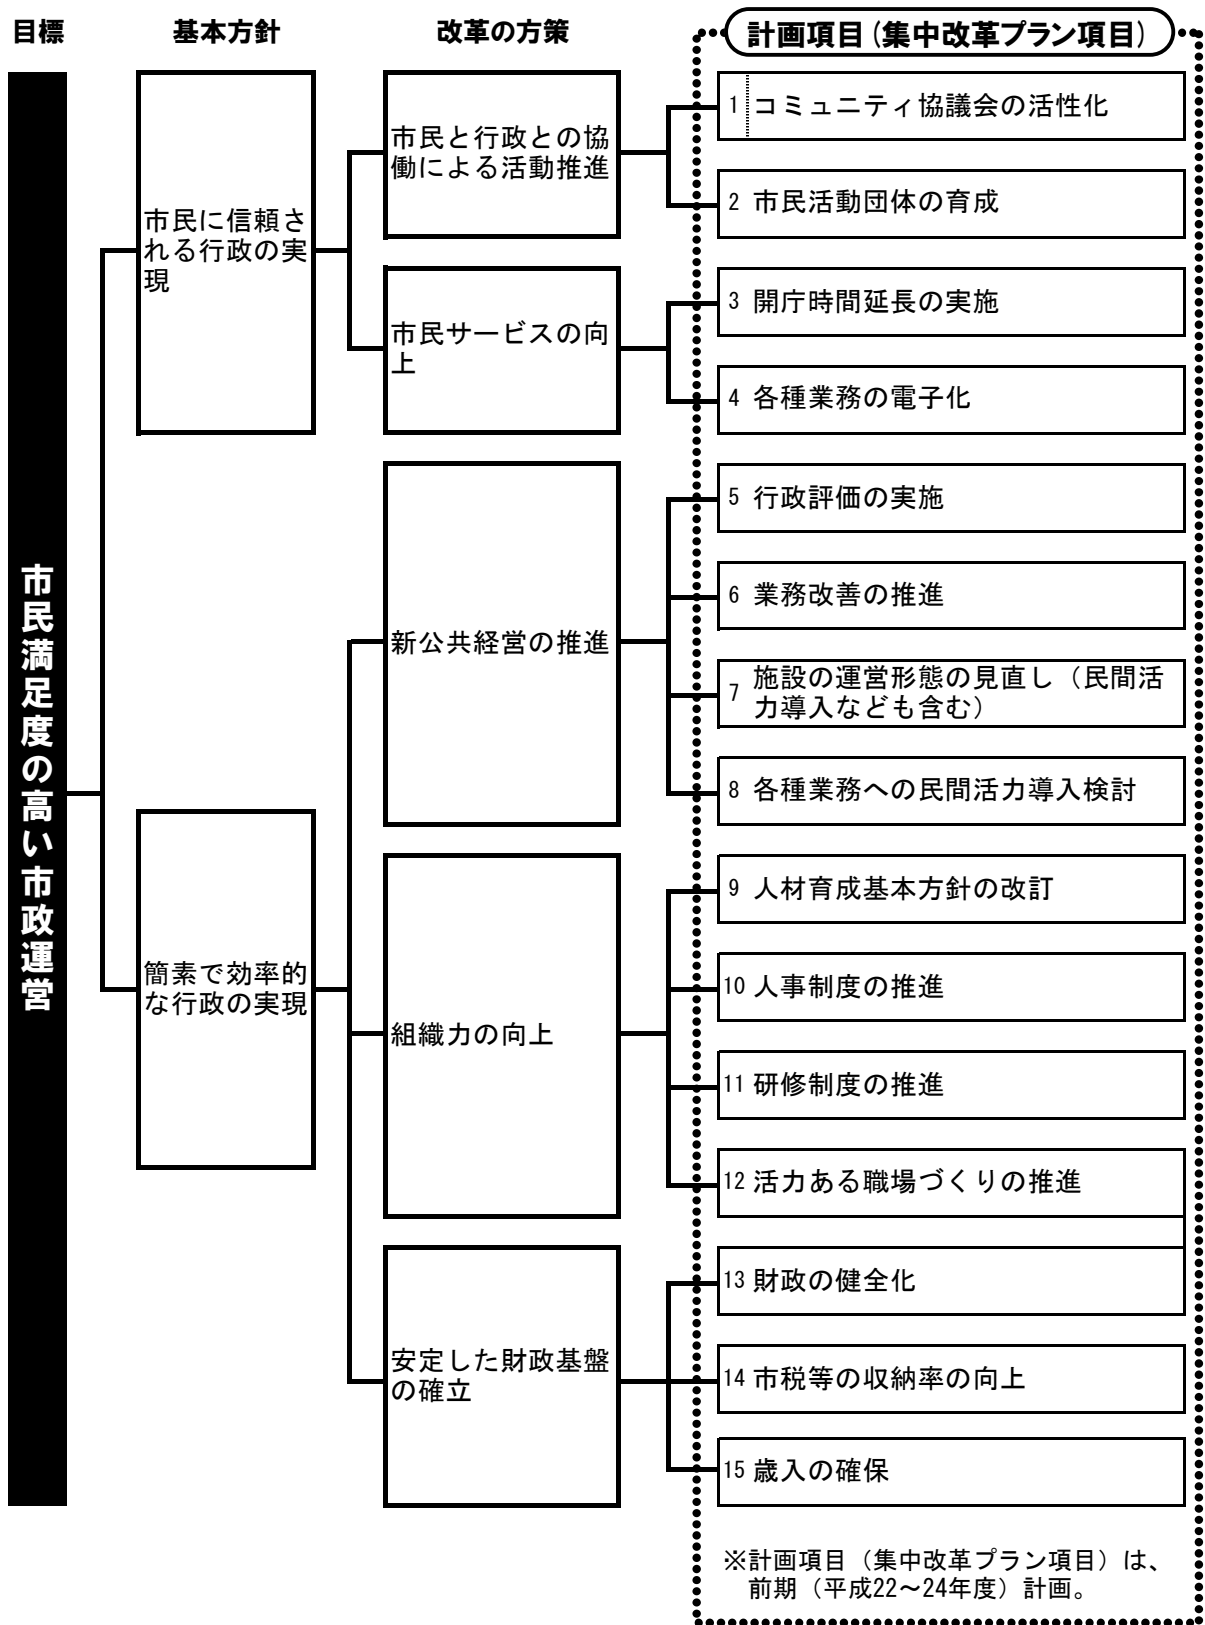 目標
基本方針
改革の方策
計画項目(集中改革プラン項目)
市民満足度の高い市政運営
市民に信頼さ
れる行政の実
現
市民と行政との協
働による活動推進
1 コミュニティ協議会の活性化
2 市民活動団体の育成
市民サービスの向
上
3 開庁時間延長の実施
4 各種業務の電子化
簡素で効率的
な行政の実現
新公共経営の推進
5 行政評価の実施
6 業務改善の推進
7 施設の運営形態の見直し(民間活
力導入なども含む)
8 各種業務への民間活力導入検討
組織力の向上
9 人材育成基本方針の改訂
10 人事制度の推進
11 研修制度の推進
12 活力ある職場づくりの推進
安定した財政基盤
の確立
13 財政の健全化
14 市税等の収納率の向上
15 歳入の確保
※計画項目(集中改革プラン項目)は、
前期(平成22～24年度)計画。